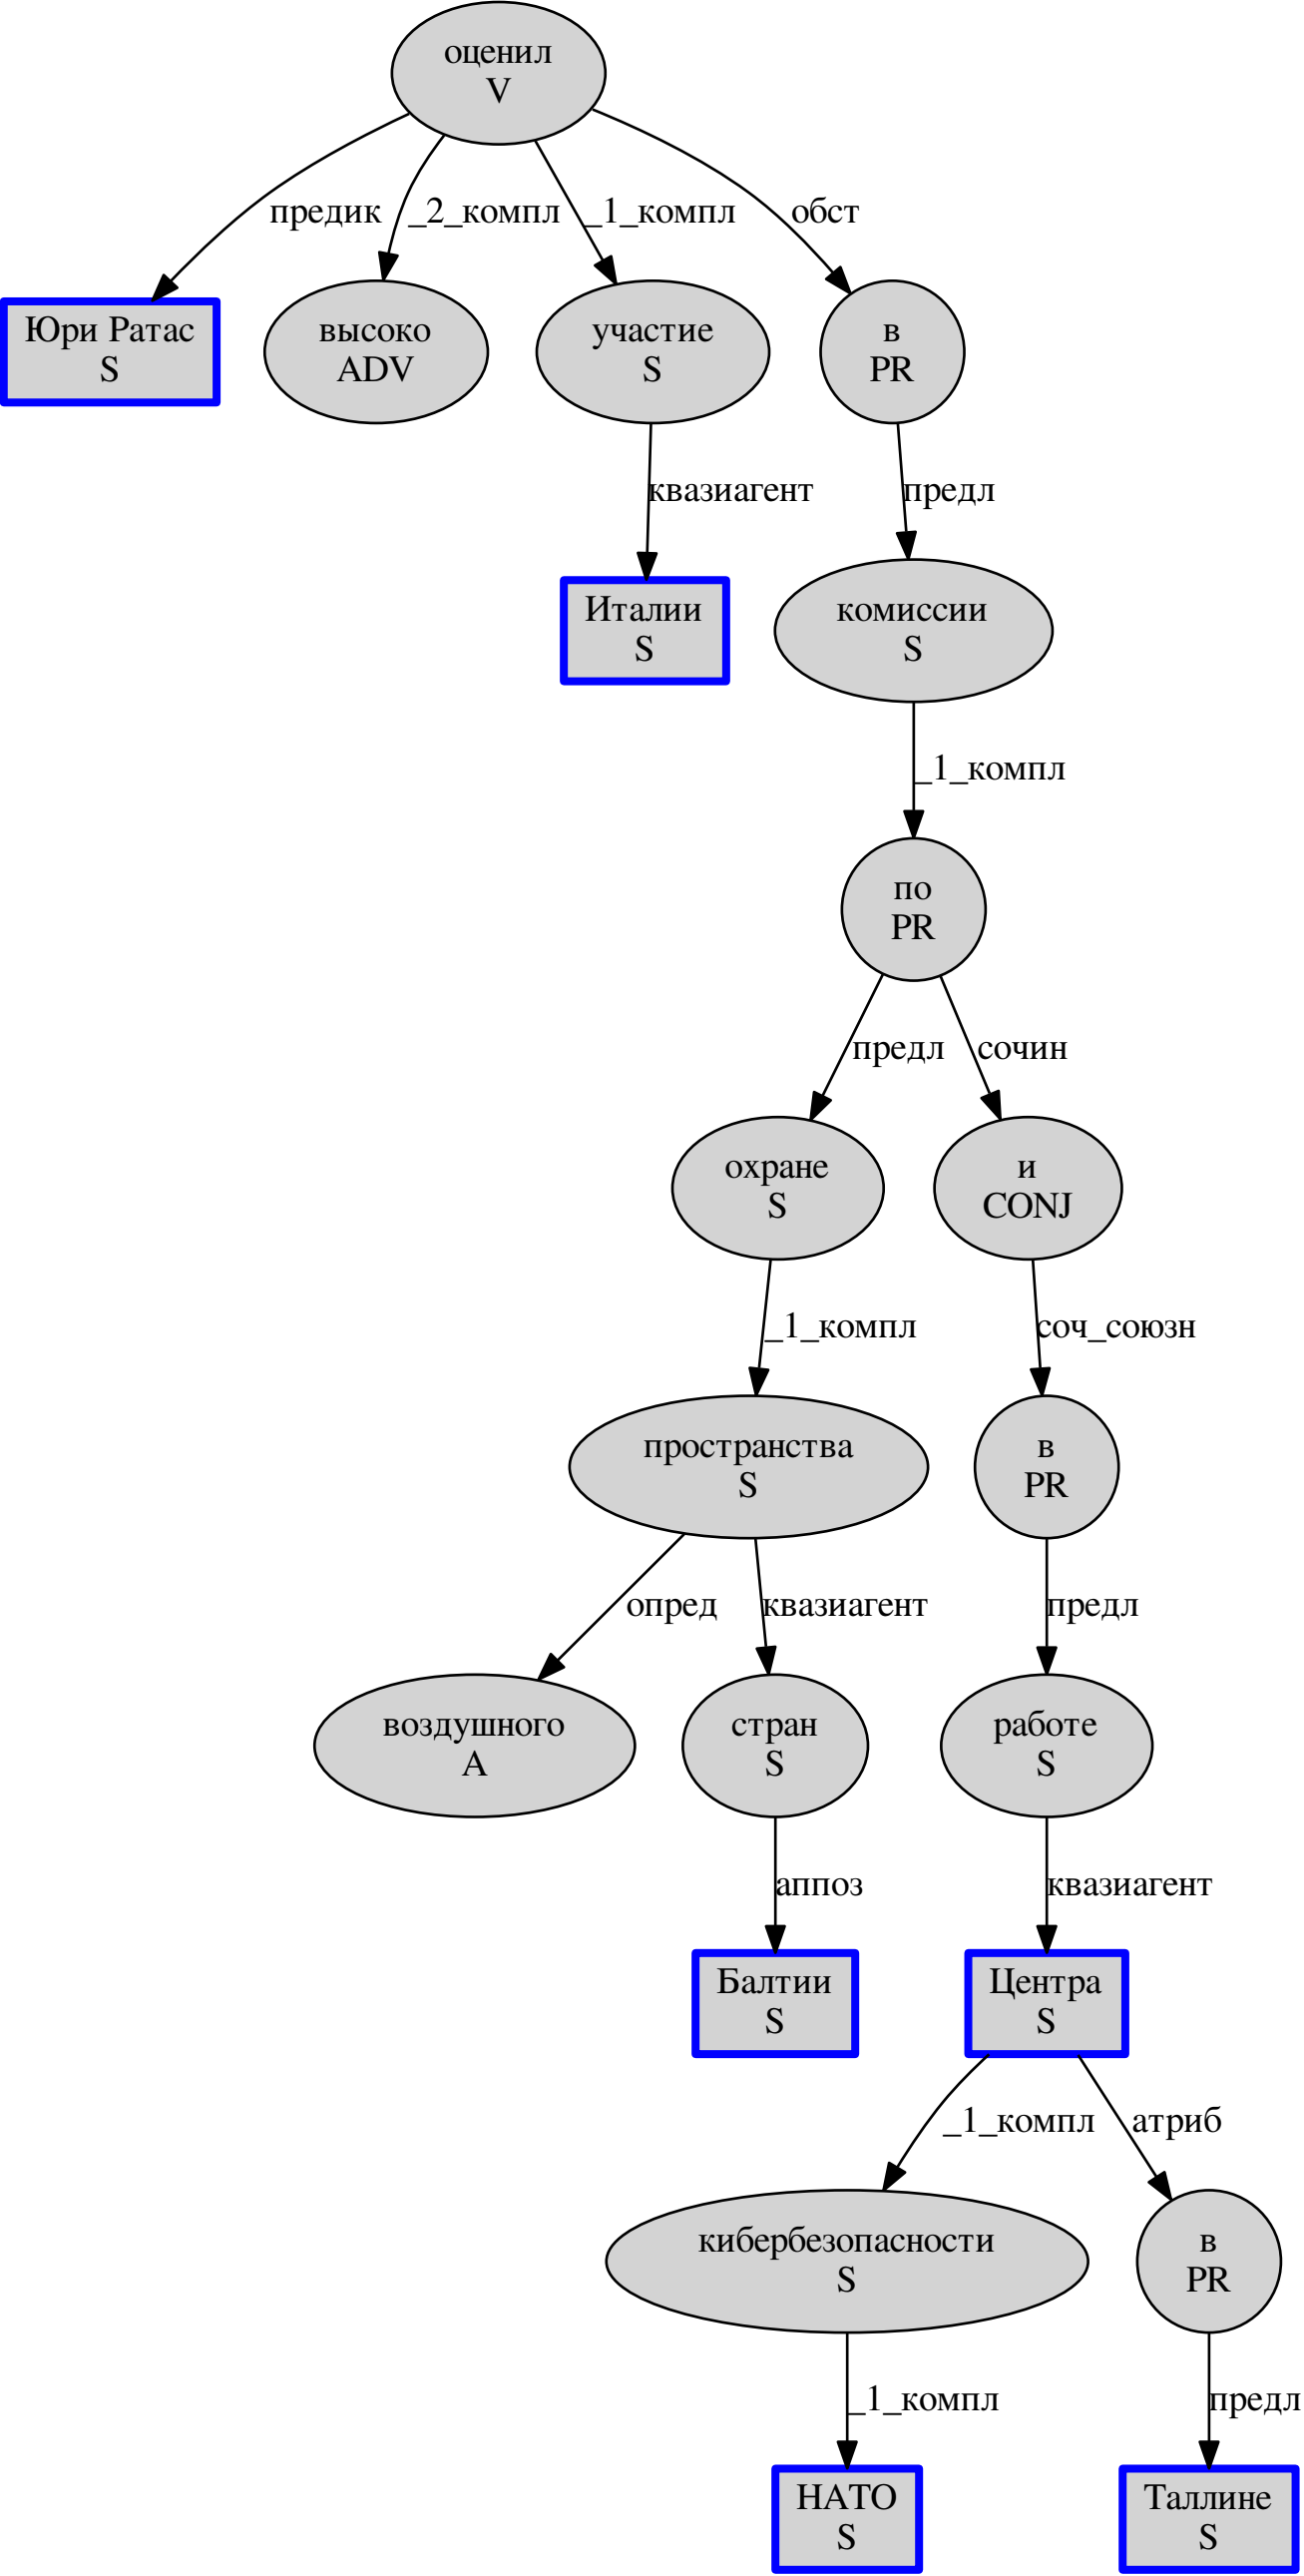 оценил
V
предик
_2_компл
_1_компл
обст
Юри Ратас
S
высоко
ADV
участие
S
в
PR
квазиагент
предл
Италии
S
комиссии
S
_1_компл
по
PR
предл
сочин
охране
S
и
CONJ
_1_компл
соч_союзн
пространства
S
в
PR
опред
квазиагент
предл
воздушного
A
стран
S
работе
S
аппоз
квазиагент
Балтии
S
Центра
S
_1_компл
атриб
кибербезопасности
S
в
PR
_1_компл
предл
НАТО
S
Таллине
S